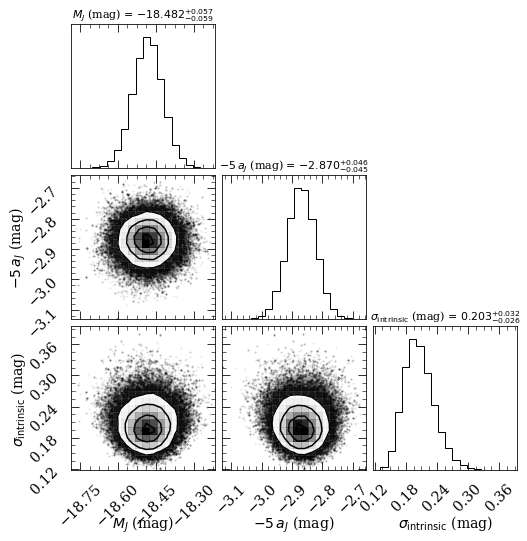 M_J (mag) = −18.482^{+0.057}_{−0.059}
−5 a_J (mag) = −2.870^{+0.046}_{−0.045}
−2.7
−2.8
−2.9
−3.0
−3.1
−5 a_J (mag)
σ_intrinsic (mag) = 0.203^{+0.032}_{−0.026}
0.36
0.30
0.24
0.18
0.12
σ_intrinsic (mag)
−18.75 −18.60 −18.45 −18.30
M_J (mag)
−3.1 −3.0 −2.9 −2.8 −2.7
−5 a_J (mag)
0.12 0.18 0.24 0.30 0.36
σ_intrinsic (mag)